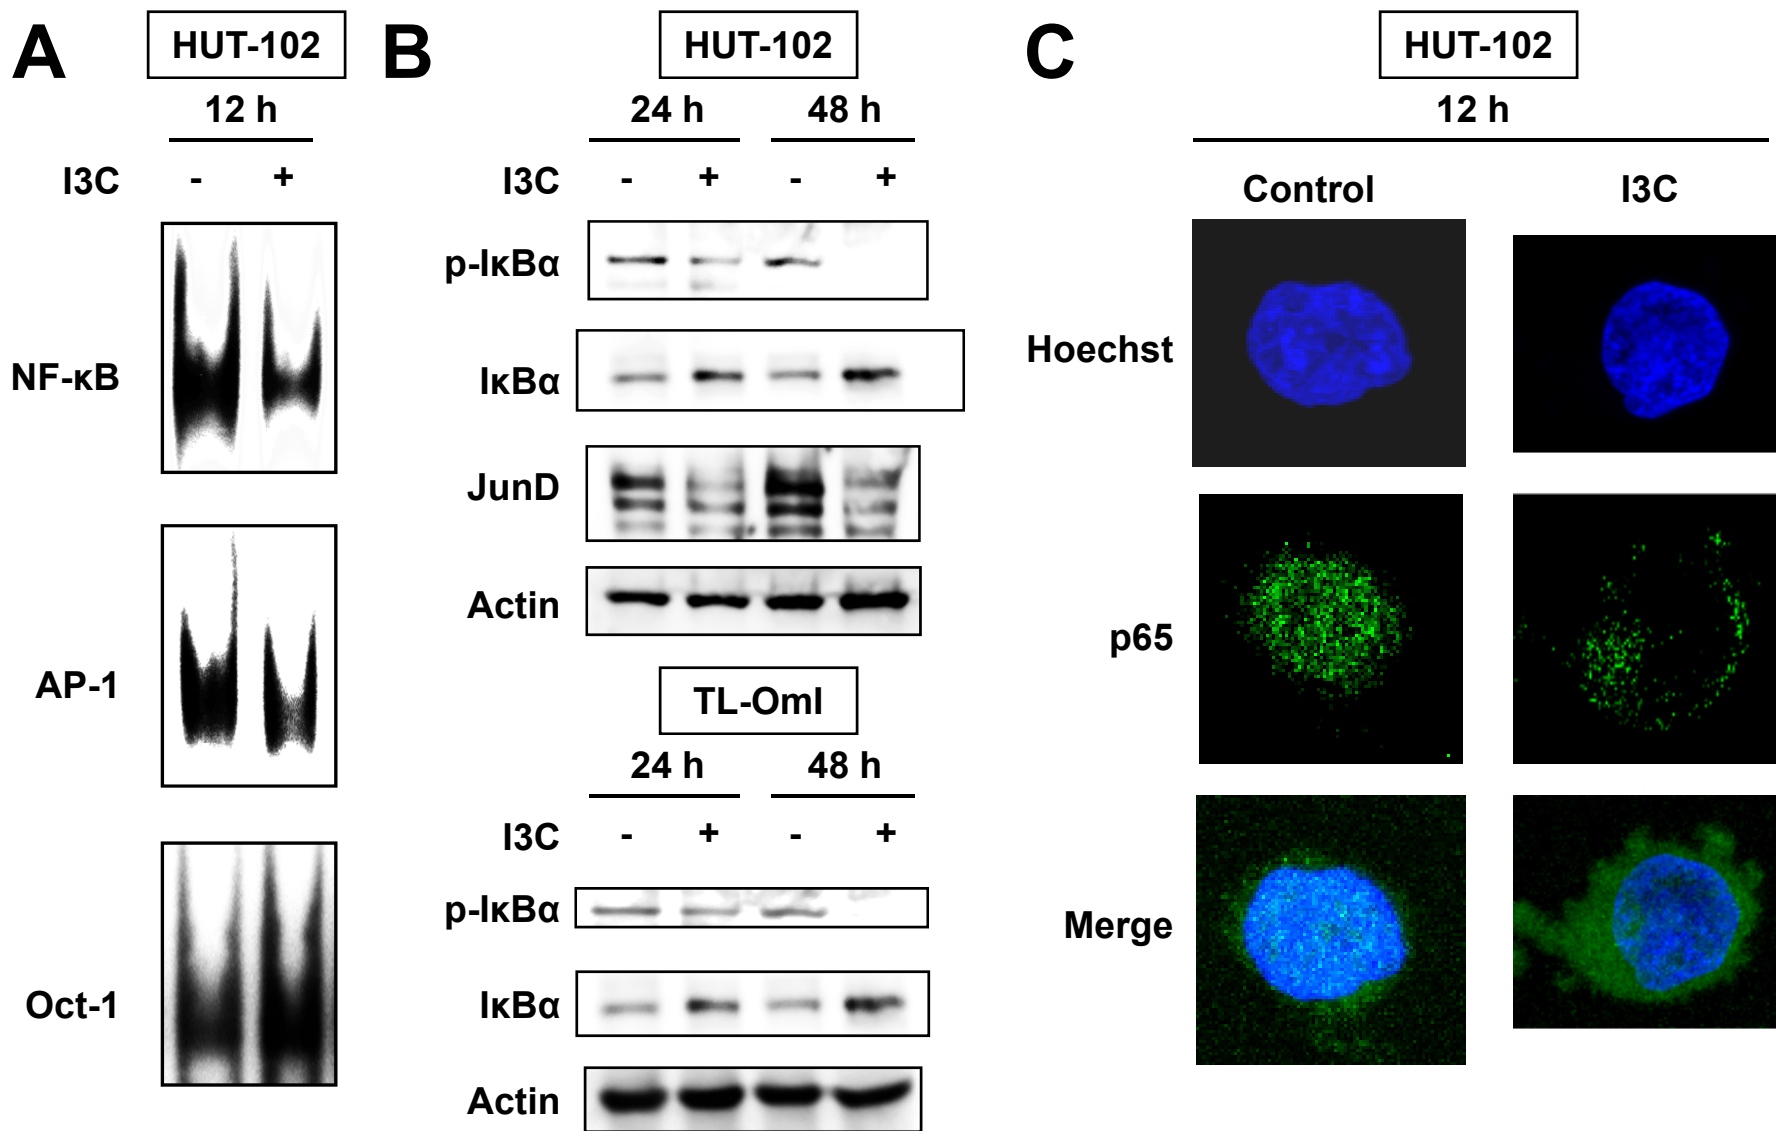 A
HUT-102
12 h
I3C - +
NF-κB
AP-1
Oct-1
B
HUT-102
24 h 48 h
I3C - + - +
p-IκBα
IκBα
JunD
Actin
TL-OmI
24 h 48 h
I3C - + - +
p-IκBα
IκBα
Actin
C
HUT-102
12 h
Control I3C
Hoechst
p65
Merge